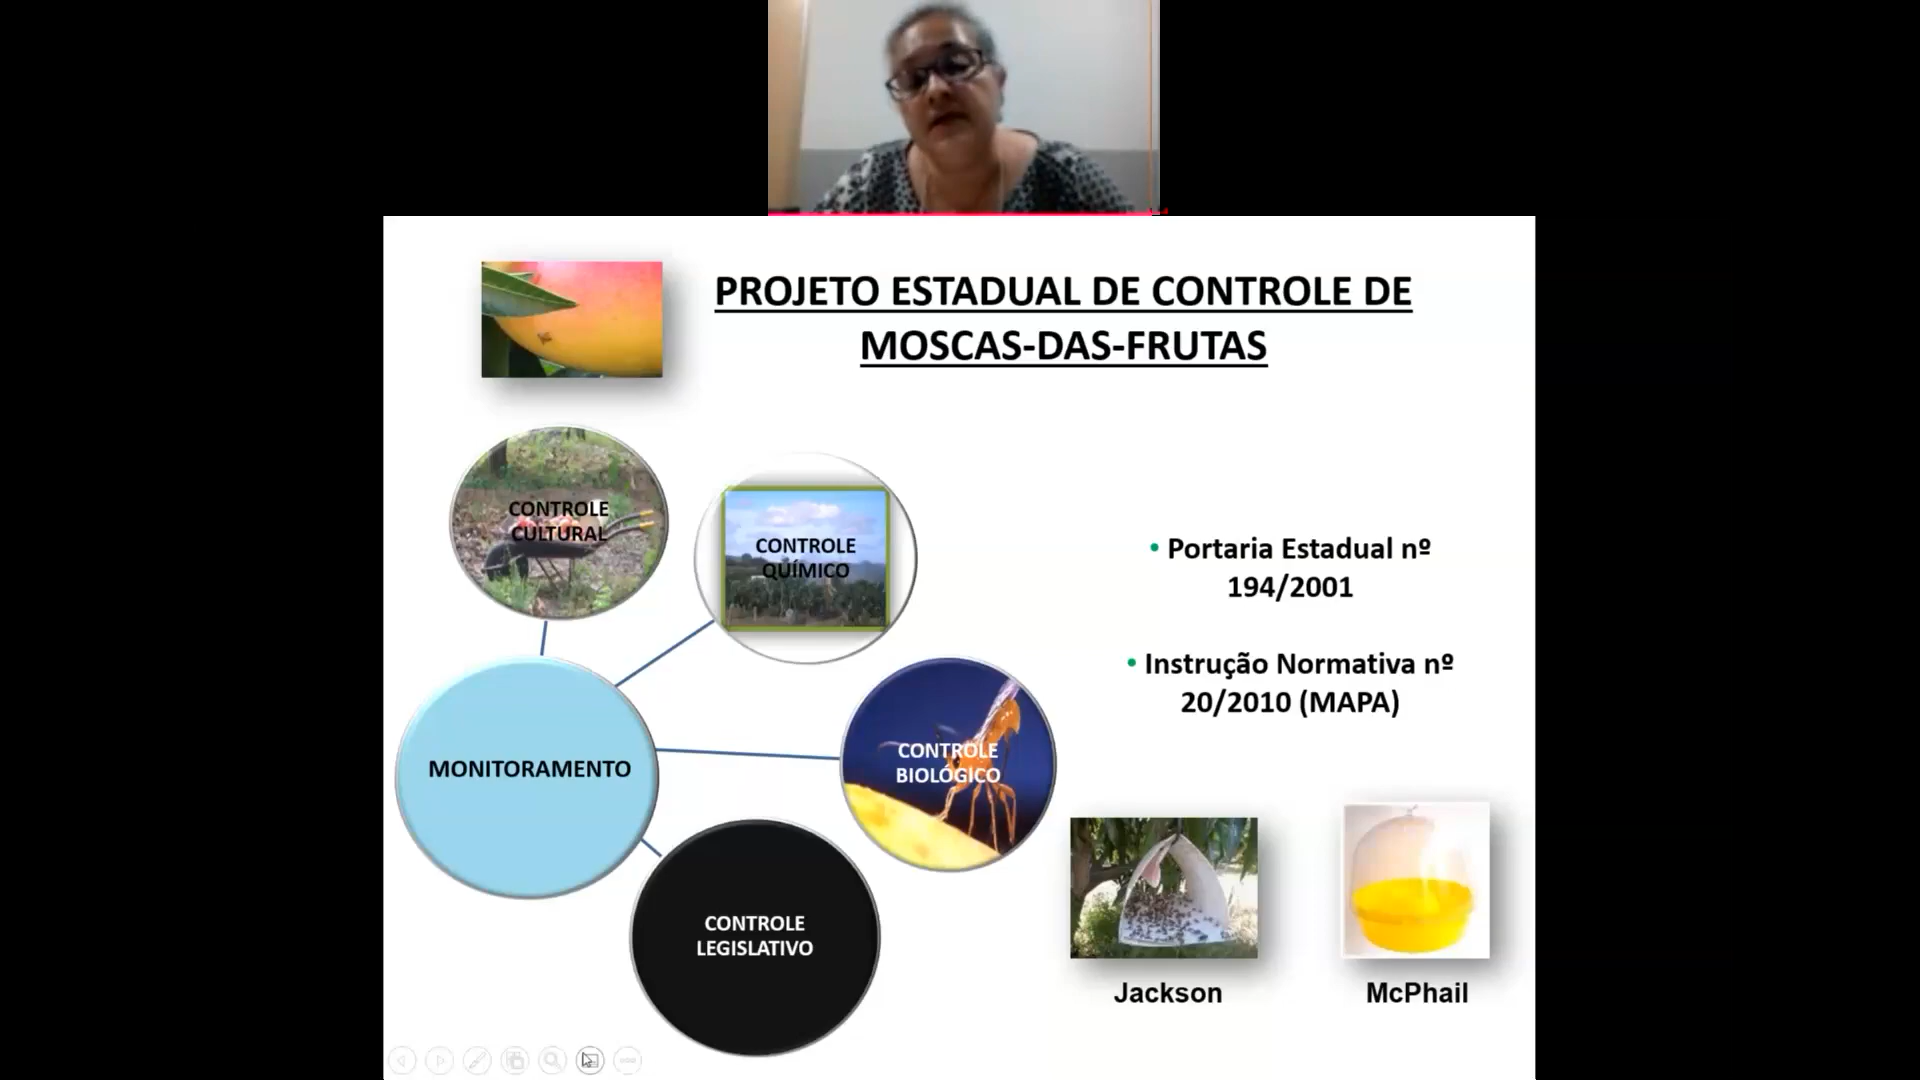 PROJETO ESTADUAL DE CONTROLE DE
MOSCAS-DAS-FRUTAS
CONTROLE
CULTURAL
CONTROLE
QUÍMICO
• Portaria Estadual nº
194/2001
• Instrução Normativa nº
20/2010 (MAPA)
MONITORAMENTO
CONTROLE
BIOLÓGICO
CONTROLE
LEGISLATIVO
Jackson
McPhail